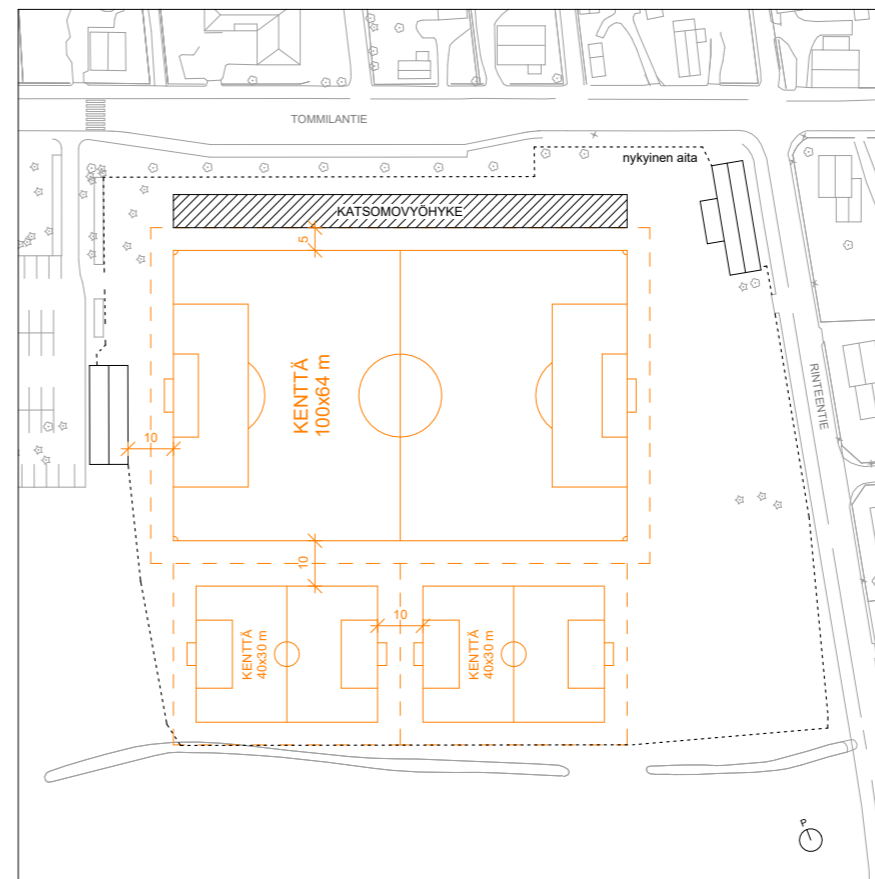 TOMMILANTIE
nykyinen aita
KATSOMOVYÖHYKE
5
KENTTÄ
100x64 m
RINTEENTIE
10
10
10
KENTTÄ
40x30 m
KENTTÄ
40x30 m
P